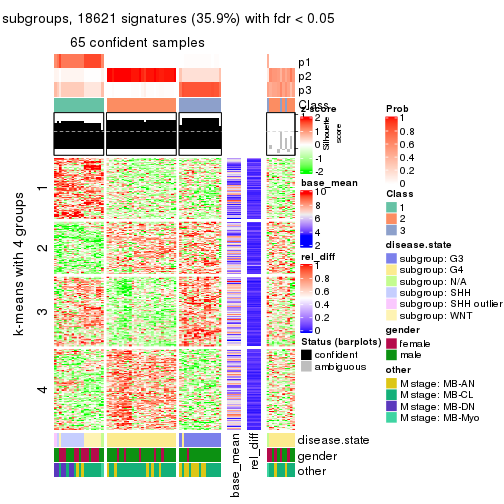 subgroups, 18621 signatures (35.9%) with fdr < 0.05
65 confident samples
p1
p2
p3
Class
z-score
2
1
0
-1
-2
1
0.5
0
Silhouette
score
base_mean
10
8
6
4
2
rel_diff
1
0.8
0.6
0.4
0.2
0
Status (barplots)
confident
ambiguous
Prob
1
0.8
0.6
0.4
0.2
0
Class
1
2
3
disease.state
subgroup: G3
subgroup: G4
subgroup: N/A
subgroup: SHH
subgroup: SHH outlier
subgroup: WNT
gender
female
male
other
M stage: MB-AN
M stage: MB-CL
M stage: MB-DN
M stage: MB-Myo
k-means with 4 groups
1
2
3
4
disease.state
gender
other
base_mean
rel_diff